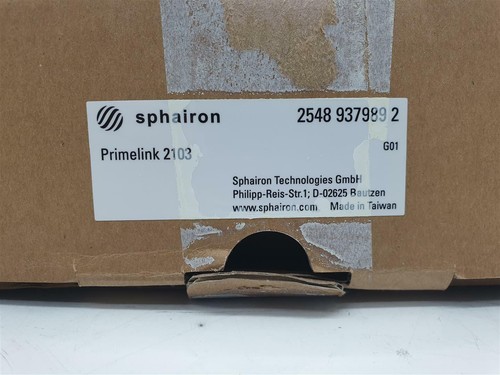 sphairon
2548 937989 2
G01
Primelink 2103
Sphairon Technologies GmbH
Philipp-Reis-Str.1; D-02625 Bautzen
www.sphairon.com Made in Taiwan